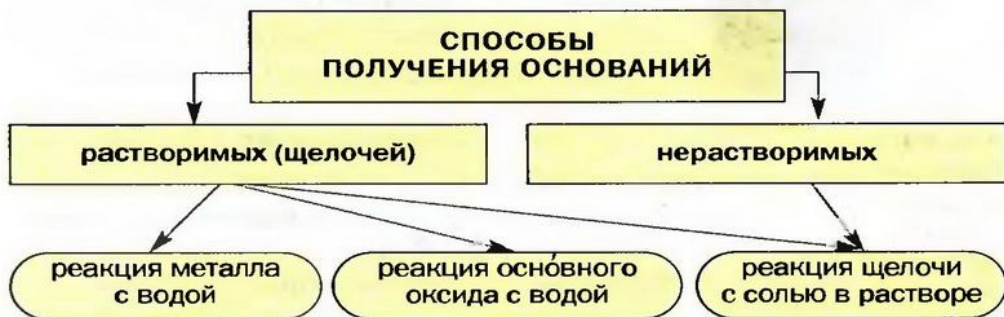 СПОСОБЫ
ПОЛУЧЕНИЯ ОСНОВАНИЙ
растворимых (щелочей)
нерастворимых
реакция металла
с водой
реакция осно́вного
оксида с водой
реакция щелочи
с солью в растворе